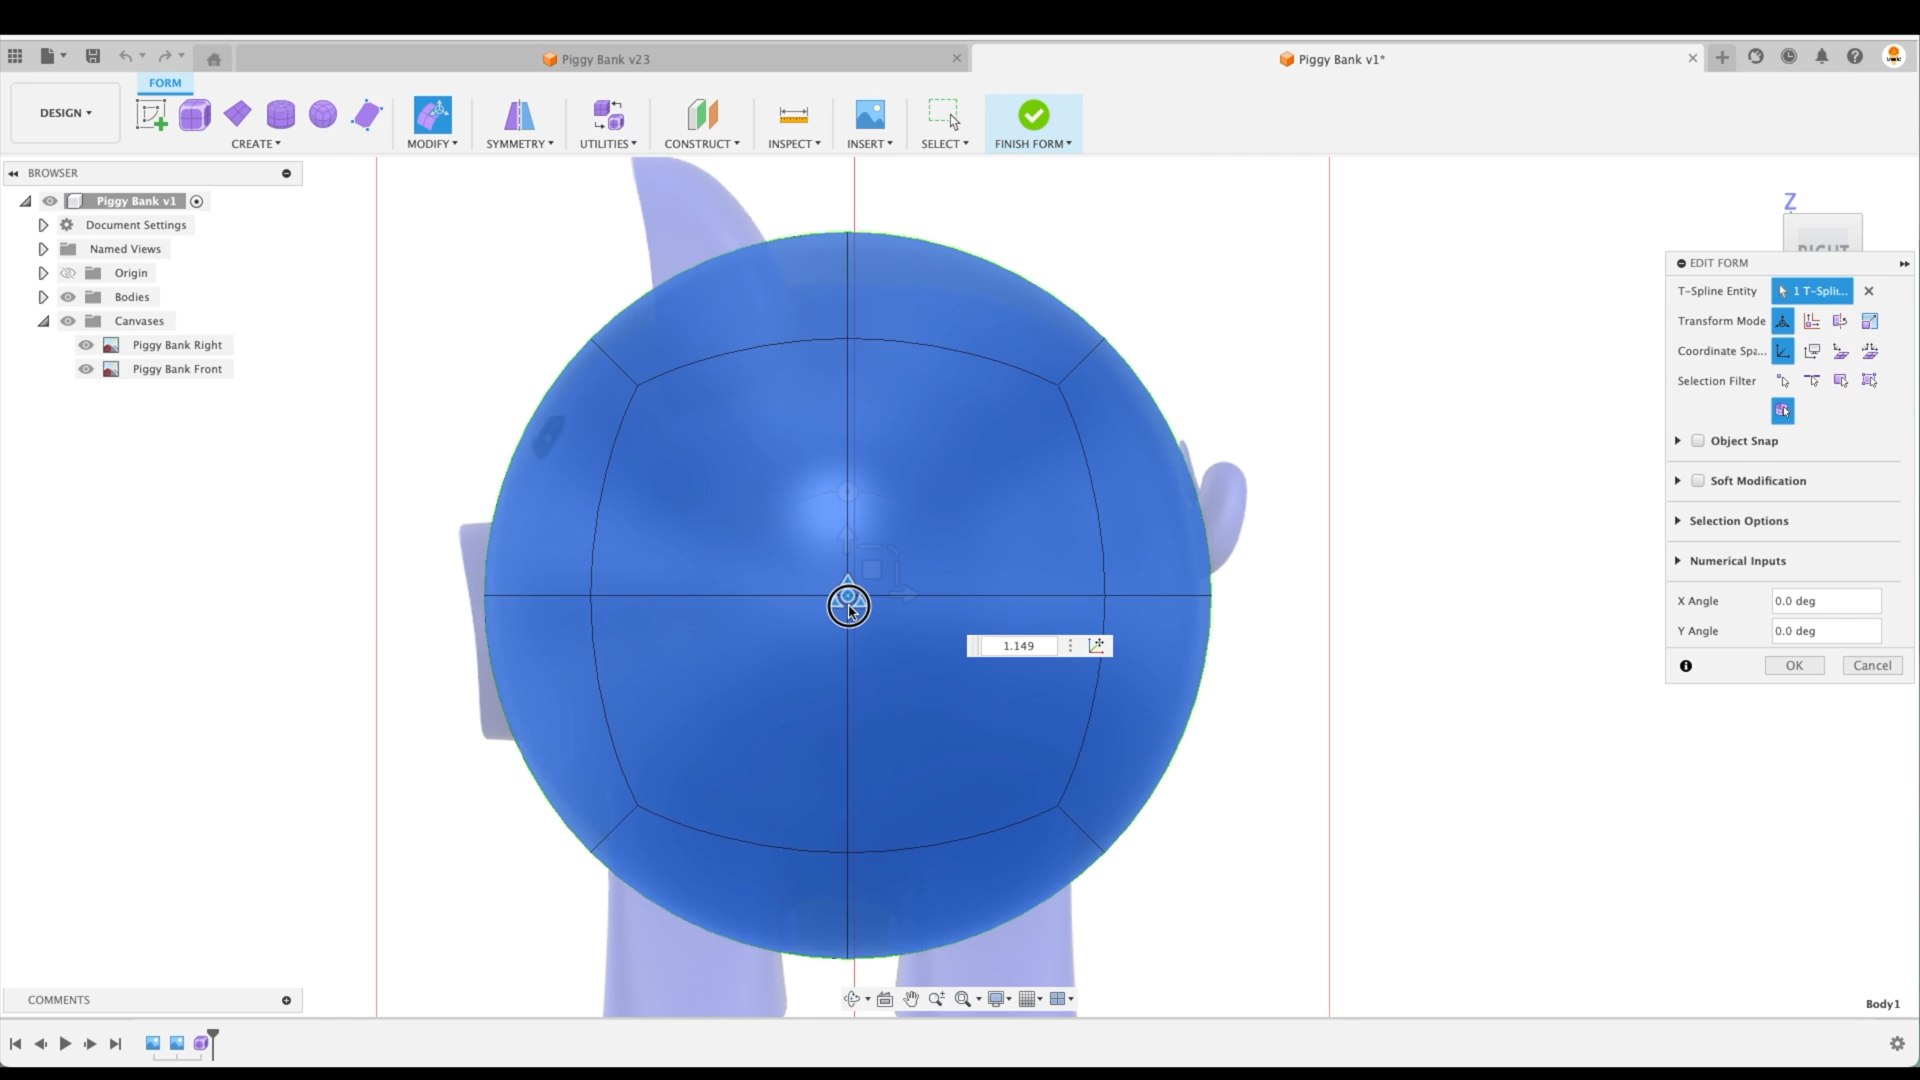 Piggy Bank v23
Piggy Bank v1*
FORM
DESIGN
CREATE
MODIFY
SYMMETRY
UTILITIES
CONSTRUCT
INSPECT
INSERT
SELECT
FINISH FORM
BROWSER
Piggy Bank v1
Document Settings
Named Views
Origin
Bodies
Canvases
Piggy Bank Right
Piggy Bank Front
Z
RIGHT
EDIT FORM
T-Spline Entity
1 T-Splin...
Transform Mode
Coordinate Spa...
Selection Filter
Object Snap
Soft Modification
Selection Options
Numerical Inputs
X Angle
0.0 deg
Y Angle
0.0 deg
OK
Cancel
1.149
COMMENTS
Body1